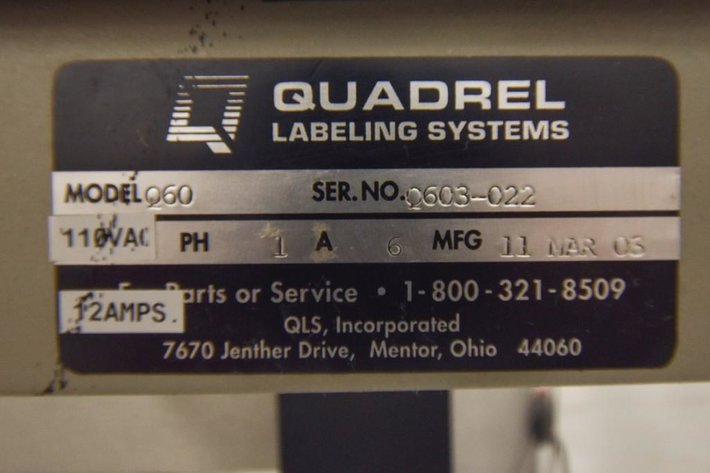 QUADREL
LABELING SYSTEMS
MODEL Q60 SER. NO. Q603-022
110VAC PH 1 A 6 MFG 11 MAR 03
Parts or Service • 1-800-321-8509
12AMPS.
QLS, Incorporated
7670 Jenther Drive, Mentor, Ohio 44060